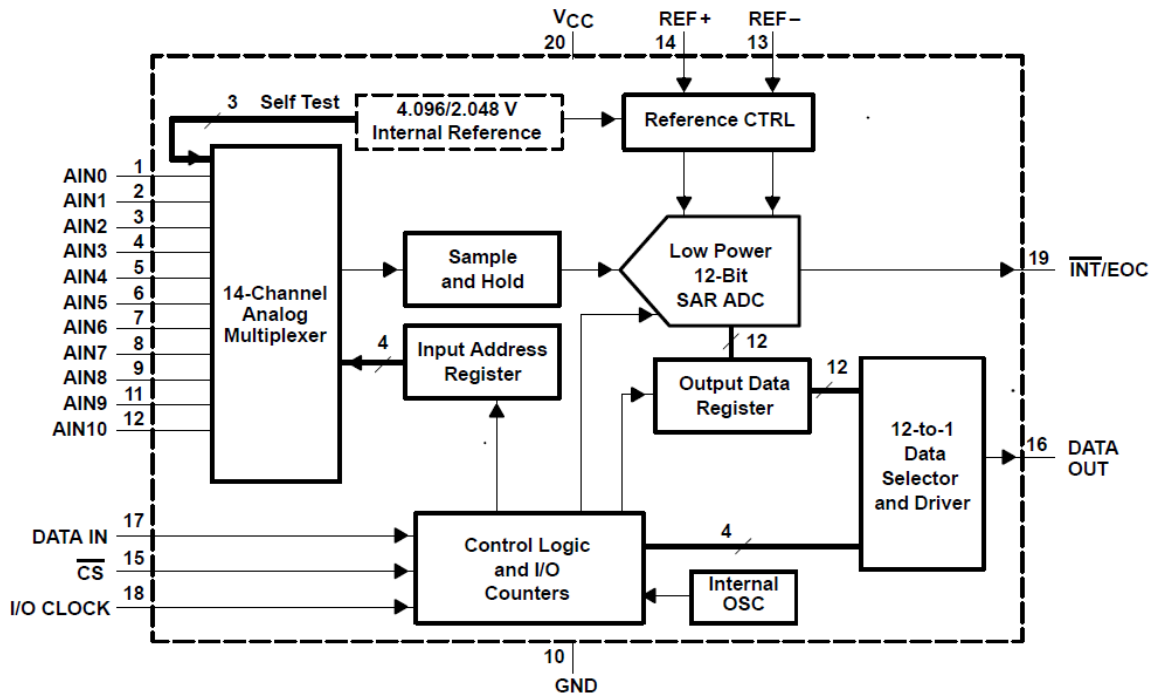 VCC
20
REF+
14
REF−
13
3
Self Test
4.096/2.048 V
Internal Reference
Reference CTRL
AIN0
1
AIN1
2
AIN2
3
AIN3
4
AIN4
5
AIN5
6
AIN6
7
AIN7
8
AIN8
9
AIN9
11
AIN10
12
14-Channel
Analog
Multiplexer
Sample
and Hold
Low Power
12-Bit
SAR ADC
19
INT/EOC
4
Input Address
Register
12
Output Data
Register
12
12-to-1
Data
Selector
and Driver
16
DATA
OUT
DATA IN
17
CS
15
I/O CLOCK
18
Control Logic
and I/O
Counters
4
Internal
OSC
10
GND